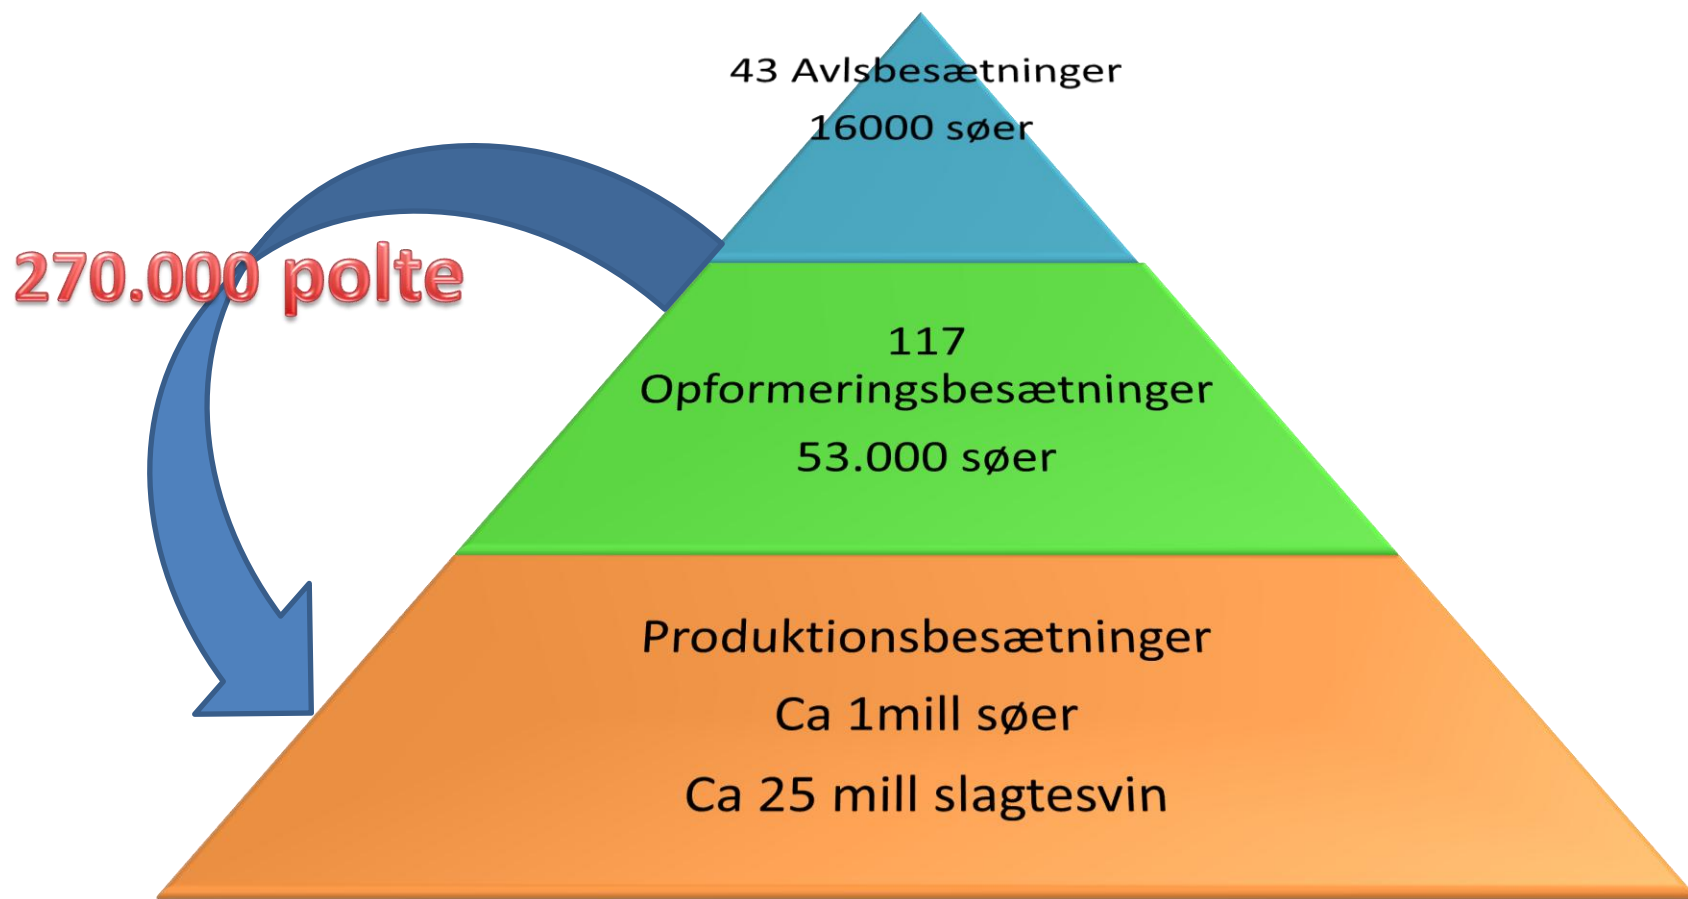 43 Avlsbesætninger
16000 søer
270.000 polte
117
Opformeringsbesætninger
53.000 søer
Produktionsbesætninger
Ca 1mill søer
Ca 25 mill slagtesvin